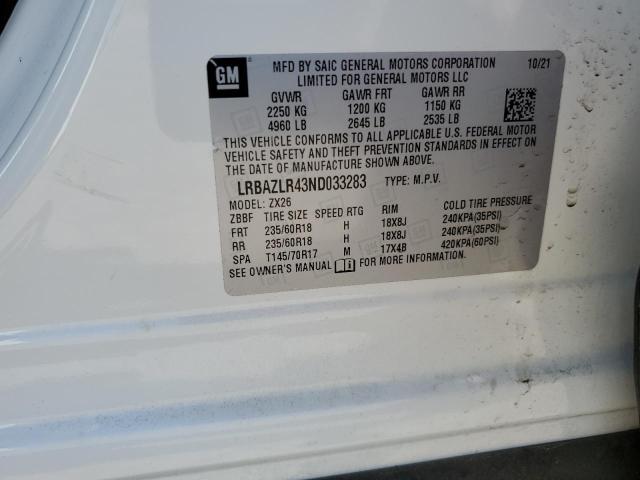 GM
MFD BY SAIC GENERAL MOTORS CORPORATION 10/21
LIMITED FOR GENERAL MOTORS LLC
GVWR GAWR FRT GAWR RR
2250 KG 1200 KG 1150 KG
4960 LB 2645 LB 2535 LB
THIS VEHICLE CONFORMS TO ALL APPLICABLE U.S. FEDERAL MOTOR
VEHICLE SAFETY AND THEFT PREVENTION STANDARDS IN EFFECT ON
THE DATE OF MANUFACTURE SHOWN ABOVE.
LRBAZLR43ND033283 TYPE: M.P.V.
MODEL: ZX26
ZBBF TIRE SIZE SPEED RTG RIM COLD TIRE PRESSURE
FRT 235/60R18 H 18X8J 240KPA(35PSI)
RR 235/60R18 H 18X8J 240KPA(35PSI)
SPA T145/70R17 M 17X4B 420KPA(60PSI)
SEE OWNER'S MANUAL FOR MORE INFORMATION.